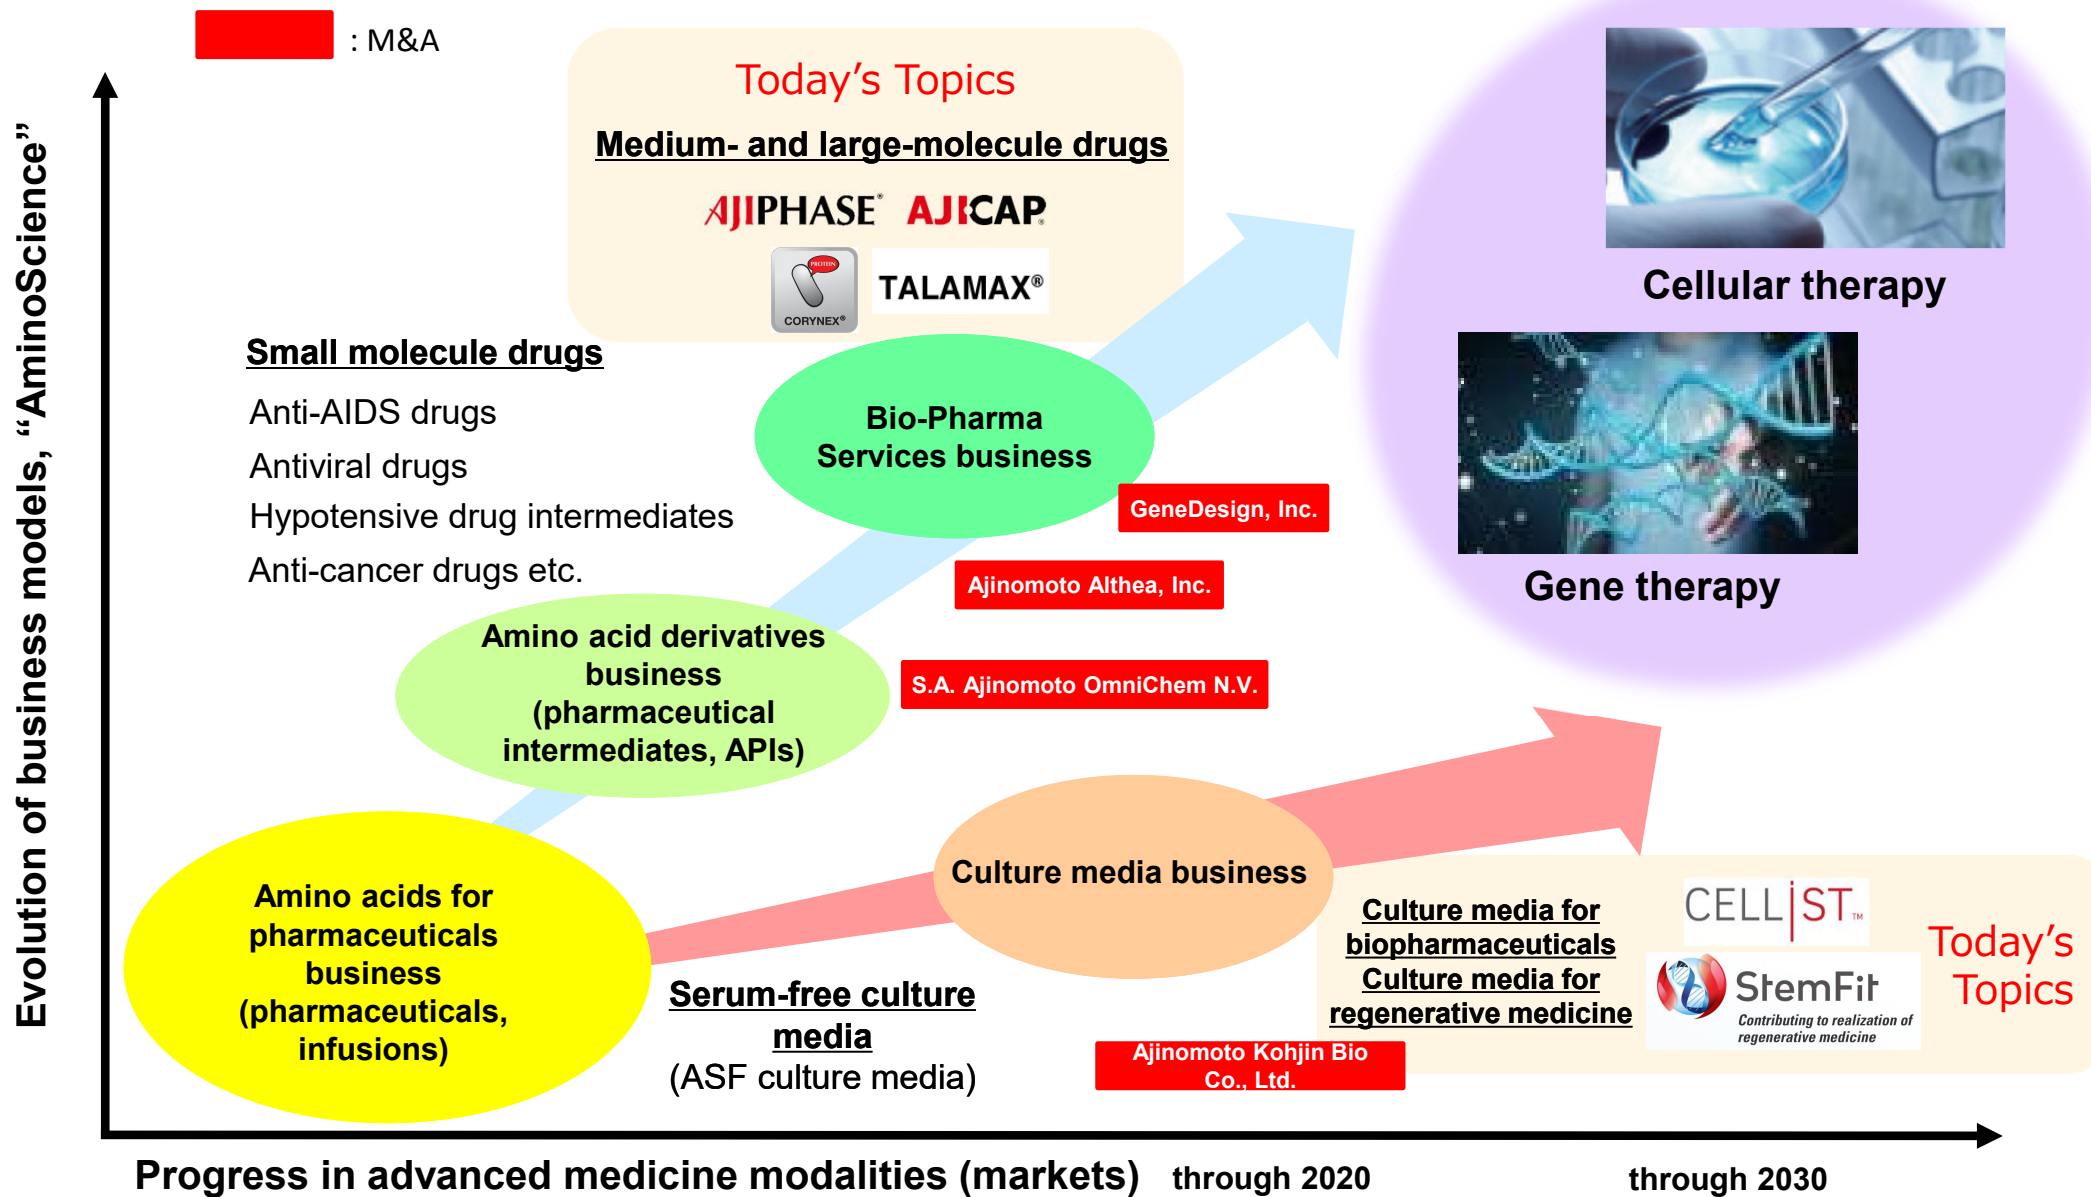 : M&A
Today's Topics
Medium- and large-molecule drugs
AJIPHASE®
AJICAP®
PROTEIN
CORYNEX®
TALAMAX®
Small molecule drugs
Anti-AIDS drugs
Antiviral drugs
Hypotensive drug intermediates
Anti-cancer drugs etc.
Bio-Pharma
Services business
GeneDesign, Inc.
Ajinomoto Althea, Inc.
S.A. Ajinomoto OmniChem N.V.
Amino acid derivatives
business
(pharmaceutical
intermediates, APIs)
Cellular therapy
Gene therapy
Amino acids for
pharmaceuticals
business
(pharmaceuticals,
infusions)
Serum-free culture
media
(ASF culture media)
Culture media business
Culture media for
biopharmaceuticals
Culture media for
regenerative medicine
CELLiST™
StemFit
Contributing to realization of
regenerative medicine
Today's
Topics
Ajinomoto Kohjin Bio
Co., Ltd.
Evolution of business models, “AminoScience”
Progress in advanced medicine modalities (markets)
through 2020
through 2030